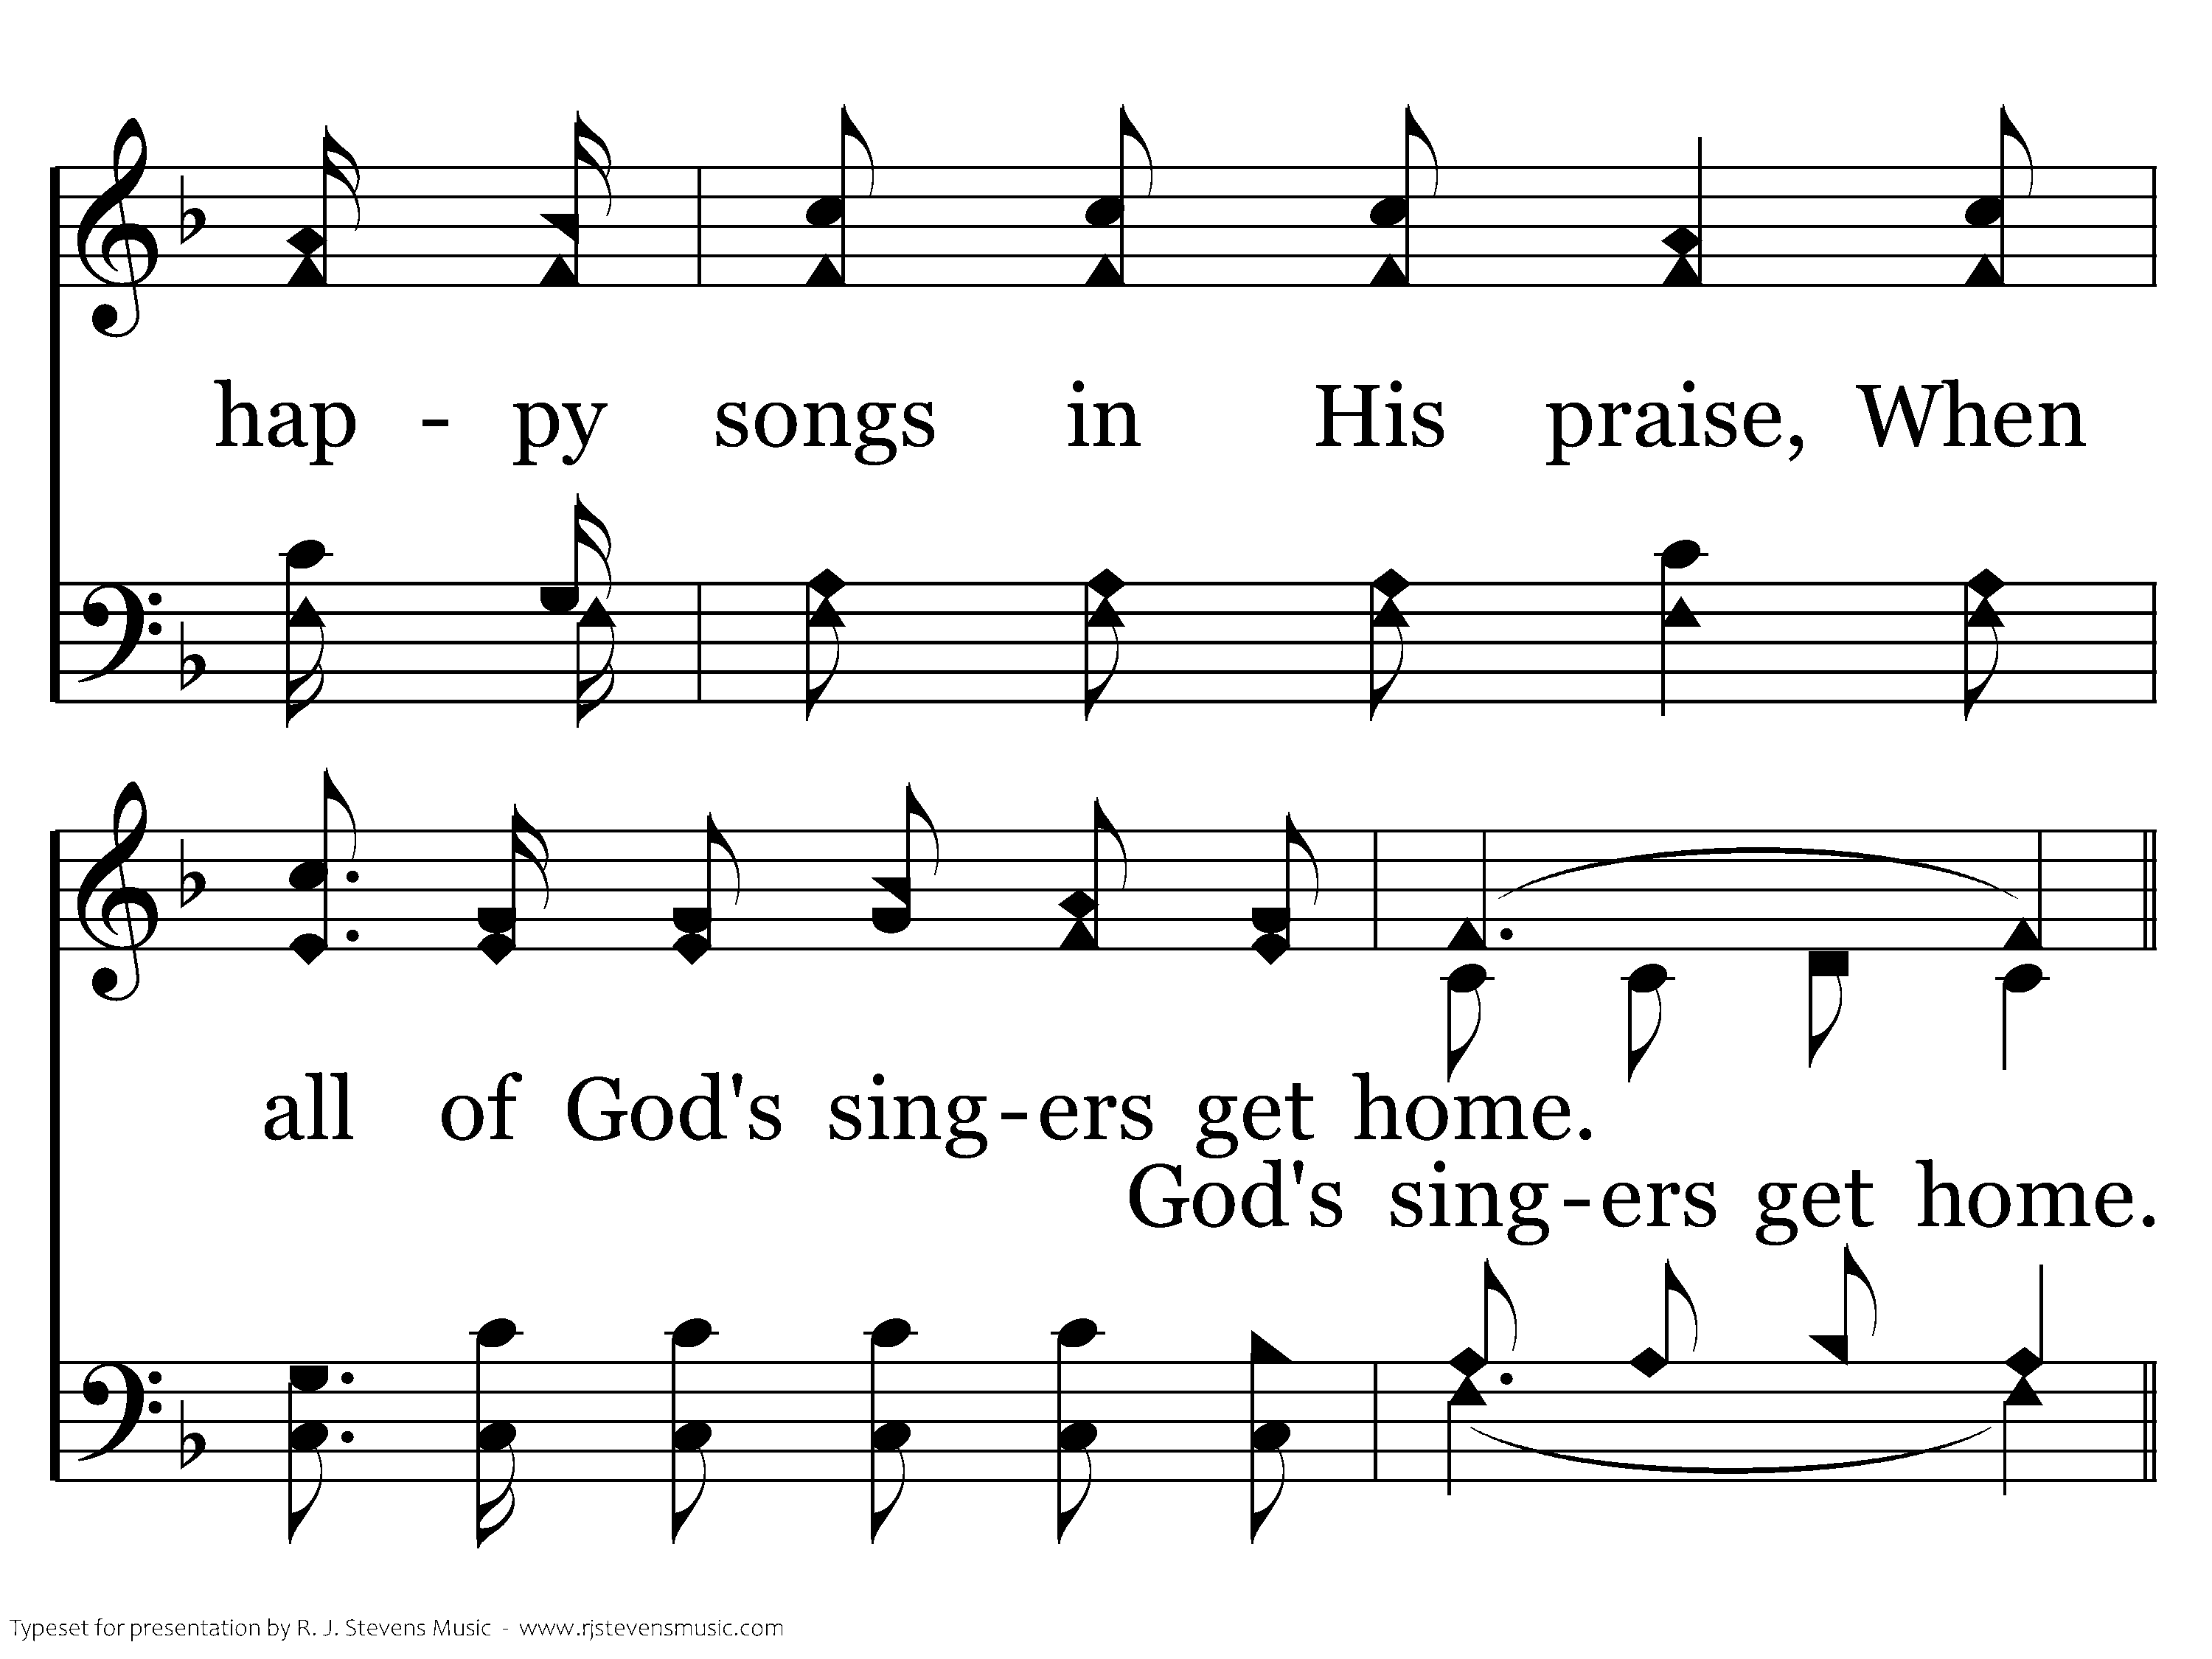 hap - py songs in His praise, When
all of God's sing-ers get home.
God's sing-ers get home.
Typeset for presentation by R. J. Stevens Music - www.rjstevensmusic.com